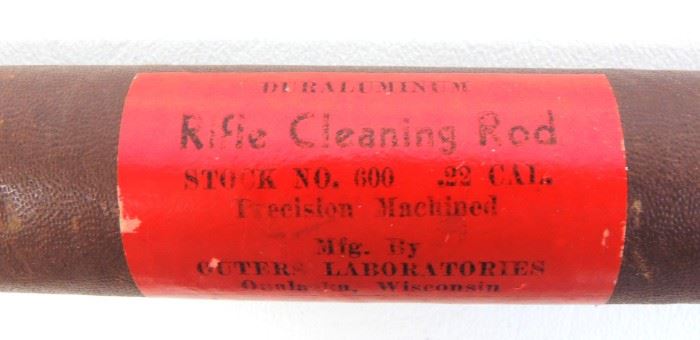 DURALUMINUM
Rifle Cleaning Rod
STOCK NO. 600 .22 CAL.
Precision Machined
Mfg. By
OUTERS LABORATORIES
Onalaska, Wisconsin